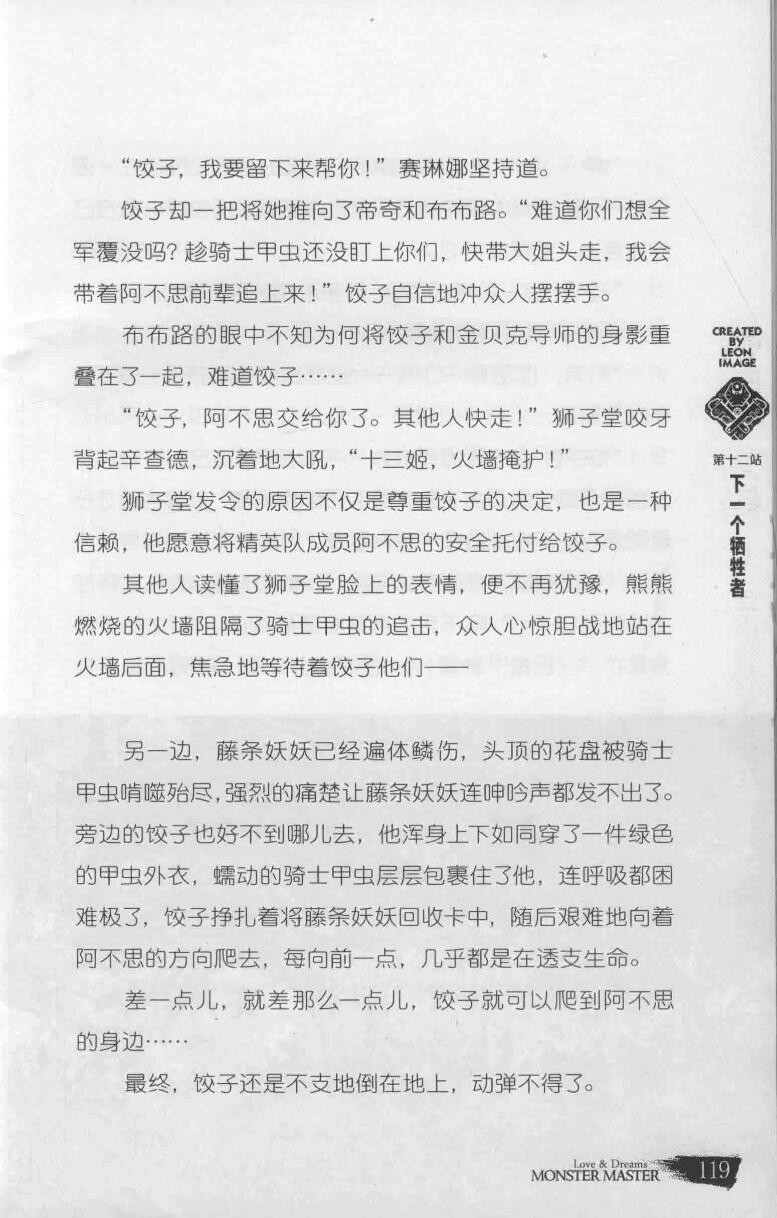 “饺子，我要留下来帮你！”赛琳娜坚持道。
饺子却一把将她推向了帝奇和布布路。“难道你们想全
军覆没吗？趁骑士甲虫还没盯上你们，快带大姐头走，我会
带着阿不思前辈追上来！”饺子自信地冲众人摆摆手。
布布路的眼中不知为何将饺子和金贝克导师的身影重
叠在了一起，难道饺子……
“饺子，阿不思交给你了。其他人快走！”狮子堂咬牙
背起辛查德，沉着地大吼，“十三姬，火墙掩护！”
狮子堂发令的原因不仅是尊重饺子的决定，也是一种
信赖，他愿意将精英队成员阿不思的安全托付给饺子。
其他人读懂了狮子堂脸上的表情，便不再犹豫，熊熊
燃烧的火墙阻隔了骑士甲虫的追击，众人心惊胆战地站在
火墙后面，焦急地等待着饺子他们——
另一边，藤条妖妖已经遍体鳞伤，头顶的花盘被骑士
甲虫啃噬殆尽，强烈的痛楚让藤条妖妖连呻吟声都发不出了。
旁边的饺子也好不到哪儿去，他浑身上下如同穿了一件绿色
的甲虫外衣，蠕动的骑士甲虫层层包裹住了他，连呼吸都困
难极了，饺子挣扎着将藤条妖妖回收卡中，随后艰难地向着
阿不思的方向爬去，每向前一点，几乎都是在透支生命。
差一点儿，就差那么一点儿，饺子就可以爬到阿不思
的身边……
最终，饺子还是不支地倒在地上，动弹不得了。
CREATED
BY
LEON
IMAGE
第十二站
下一个牺牲者
Love & Dreams
MONSTER MASTER
119